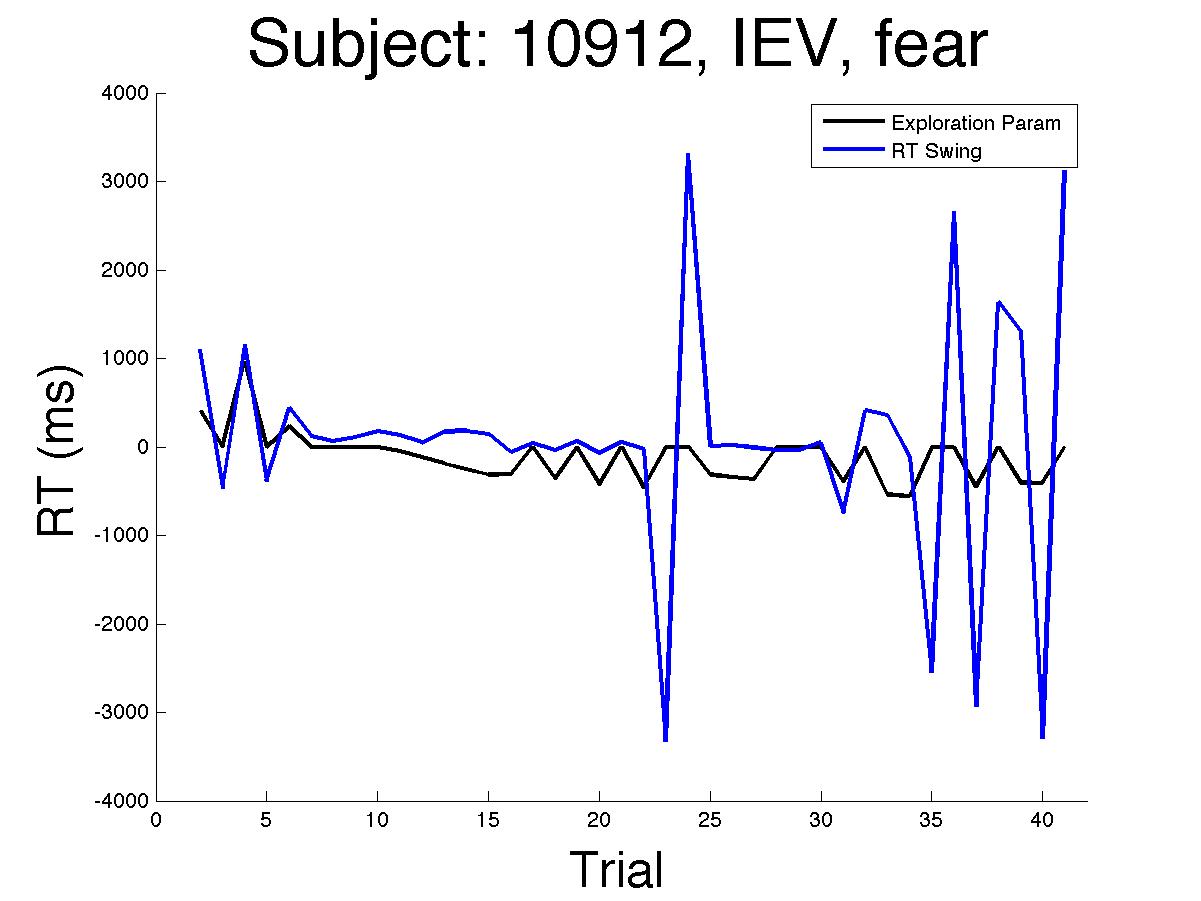 Subject: 10912, IEV, fear
4000
3000
2000
1000
0
-1000
-2000
-3000
-4000
RT (ms)
Exploration Param
RT Swing
0 5 10 15 20 25 30 35 40
Trial